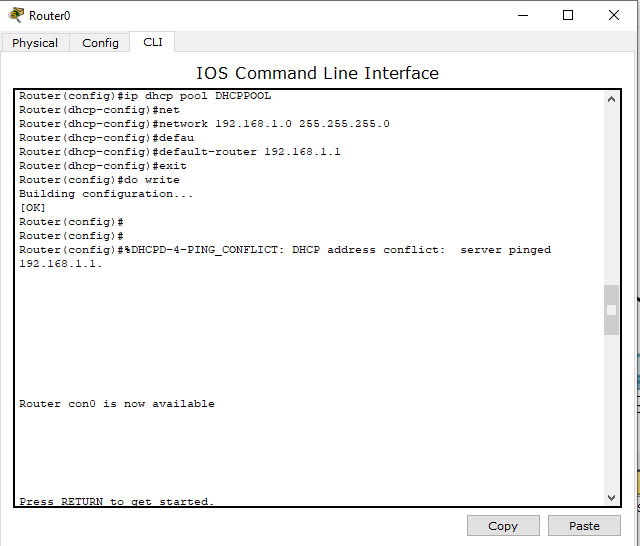 Router0
Physical Config CLI
IOS Command Line Interface
Router(config)#ip dhcp pool DHCPPOOL
Router(dhcp-config)#net
Router(dhcp-config)#network 192.168.1.0 255.255.255.0
Router(dhcp-config)#defau
Router(dhcp-config)#default-router 192.168.1.1
Router(dhcp-config)#exit
Router(config)#do write
Building configuration...
[OK]
Router(config)#
Router(config)#
Router(config)#%DHCPD-4-PING_CONFLICT: DHCP address conflict:  server pinged
192.168.1.1.
Router con0 is now available
Press RETURN to get started.
Copy Paste